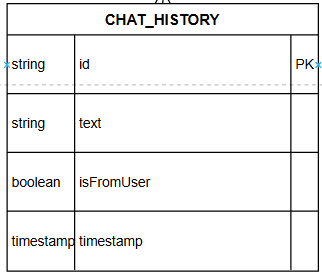 CHAT_HISTORY
string id PK
string text
boolean isFromUser
timestamp timestamp